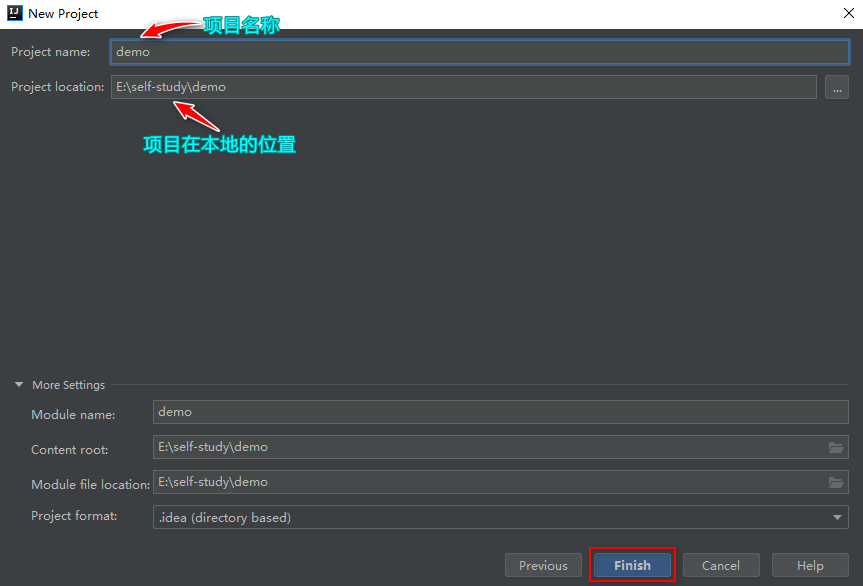 IJ New Project
项目名称
Project name: demo
Project location: E:\self-study\demo ...
项目在本地的位置
More Settings
Module name: demo
Content root: E:\self-study\demo
Module file location: E:\self-study\demo
Project format: .idea (directory based)
Previous Finish Cancel Help